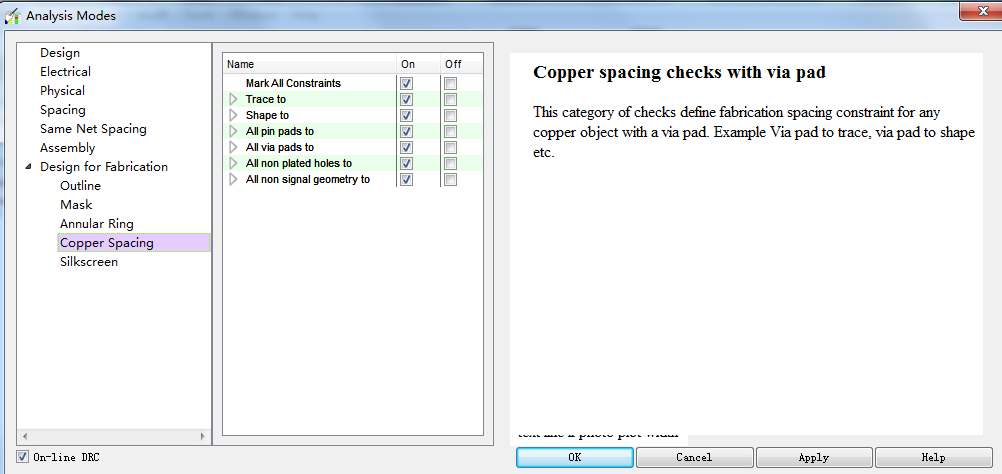 Analysis Modes
Design
Electrical
Physical
Spacing
Same Net Spacing
Assembly
Design for Fabrication
Outline
Mask
Annular Ring
Copper Spacing
Silkscreen
On-line DRC
Name On Off
Mark All Constraints
Trace to
Shape to
All pin pads to
All via pads to
All non plated holes to
All non signal geometry to
Copper spacing checks with via pad
This category of checks define fabrication spacing constraint for any
copper object with a via pad. Example Via pad to trace, via pad to shape
etc.
OK Cancel Apply Help